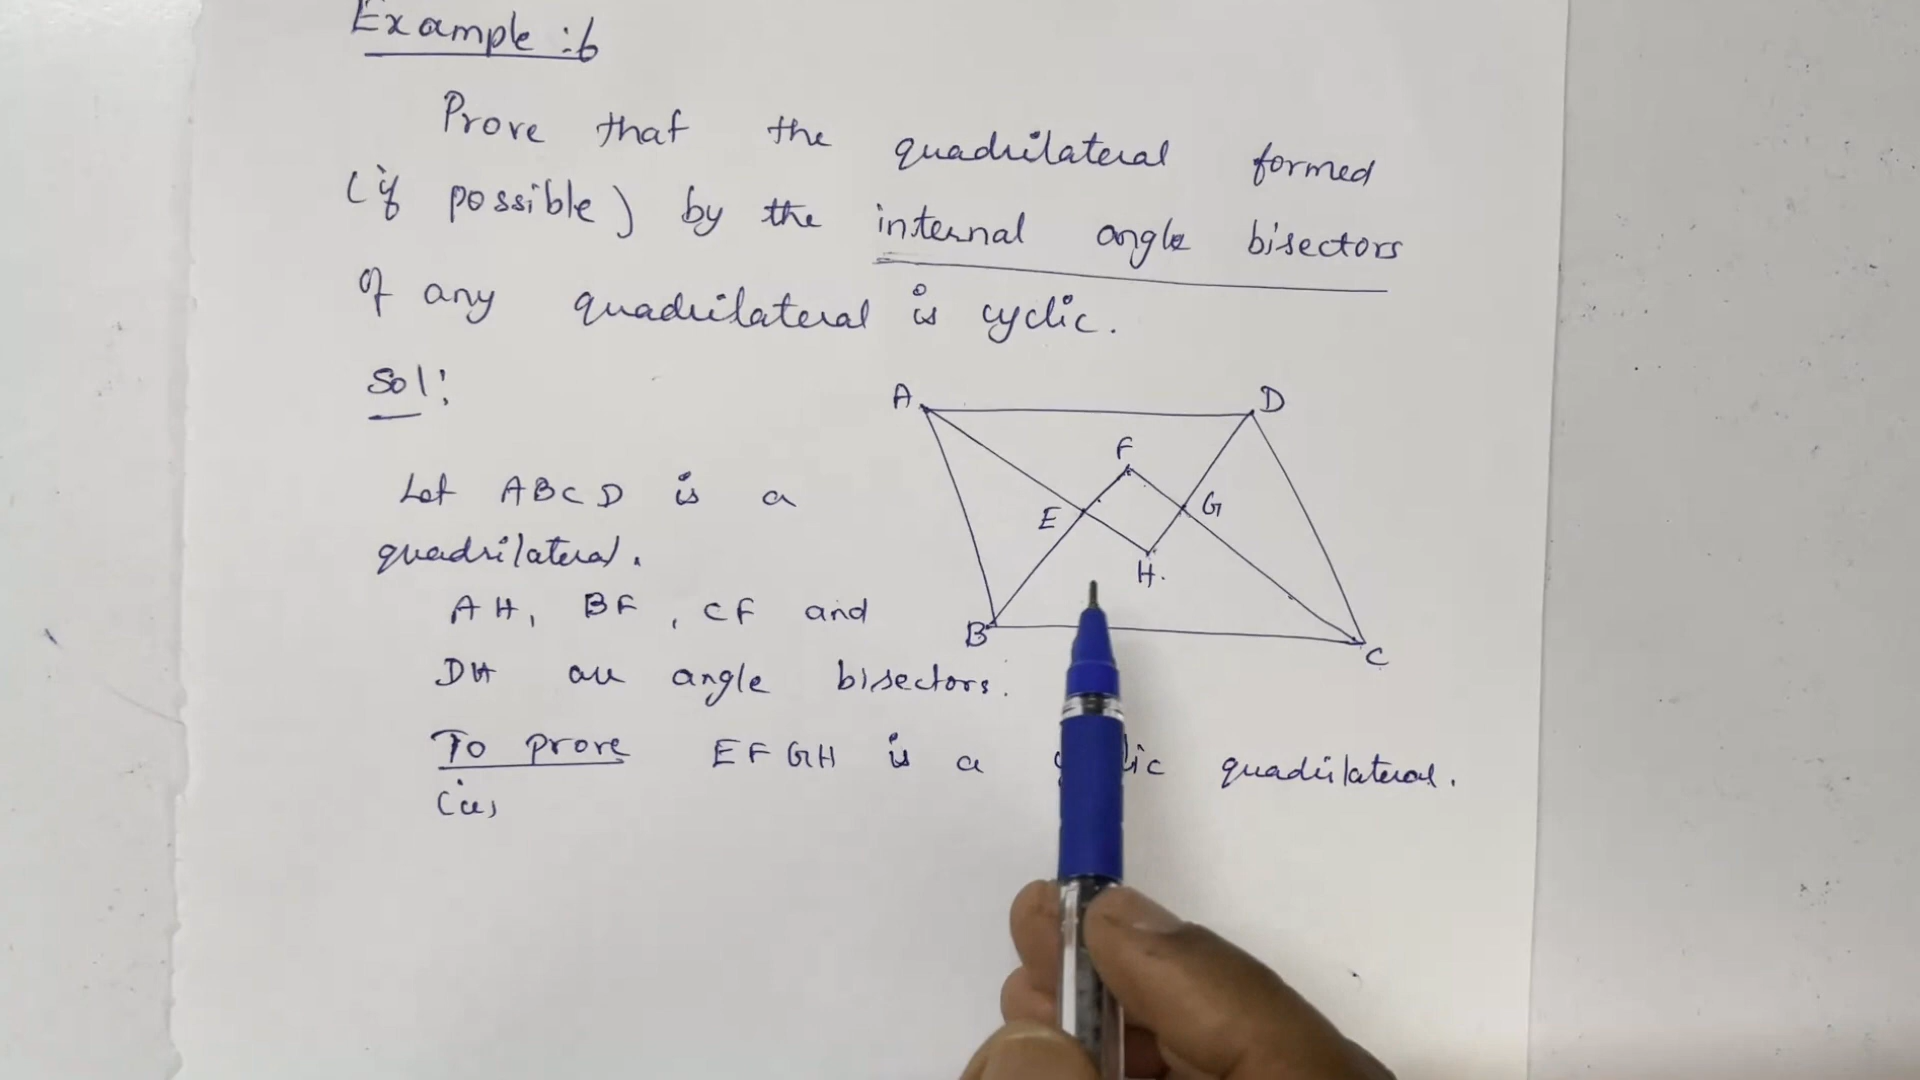 Example : 6
Prove that the quadrilateral formed
(if possible) by the internal angle bisectors
of any quadrilateral is cyclic.
Sol:
A
D
F
E
G
H.
B
C
Let ABCD is a
quadrilateral.
AH, BF, CF and
DH are angle bisectors.
To prove EFGH is a lic quadrilateral.
(ie)